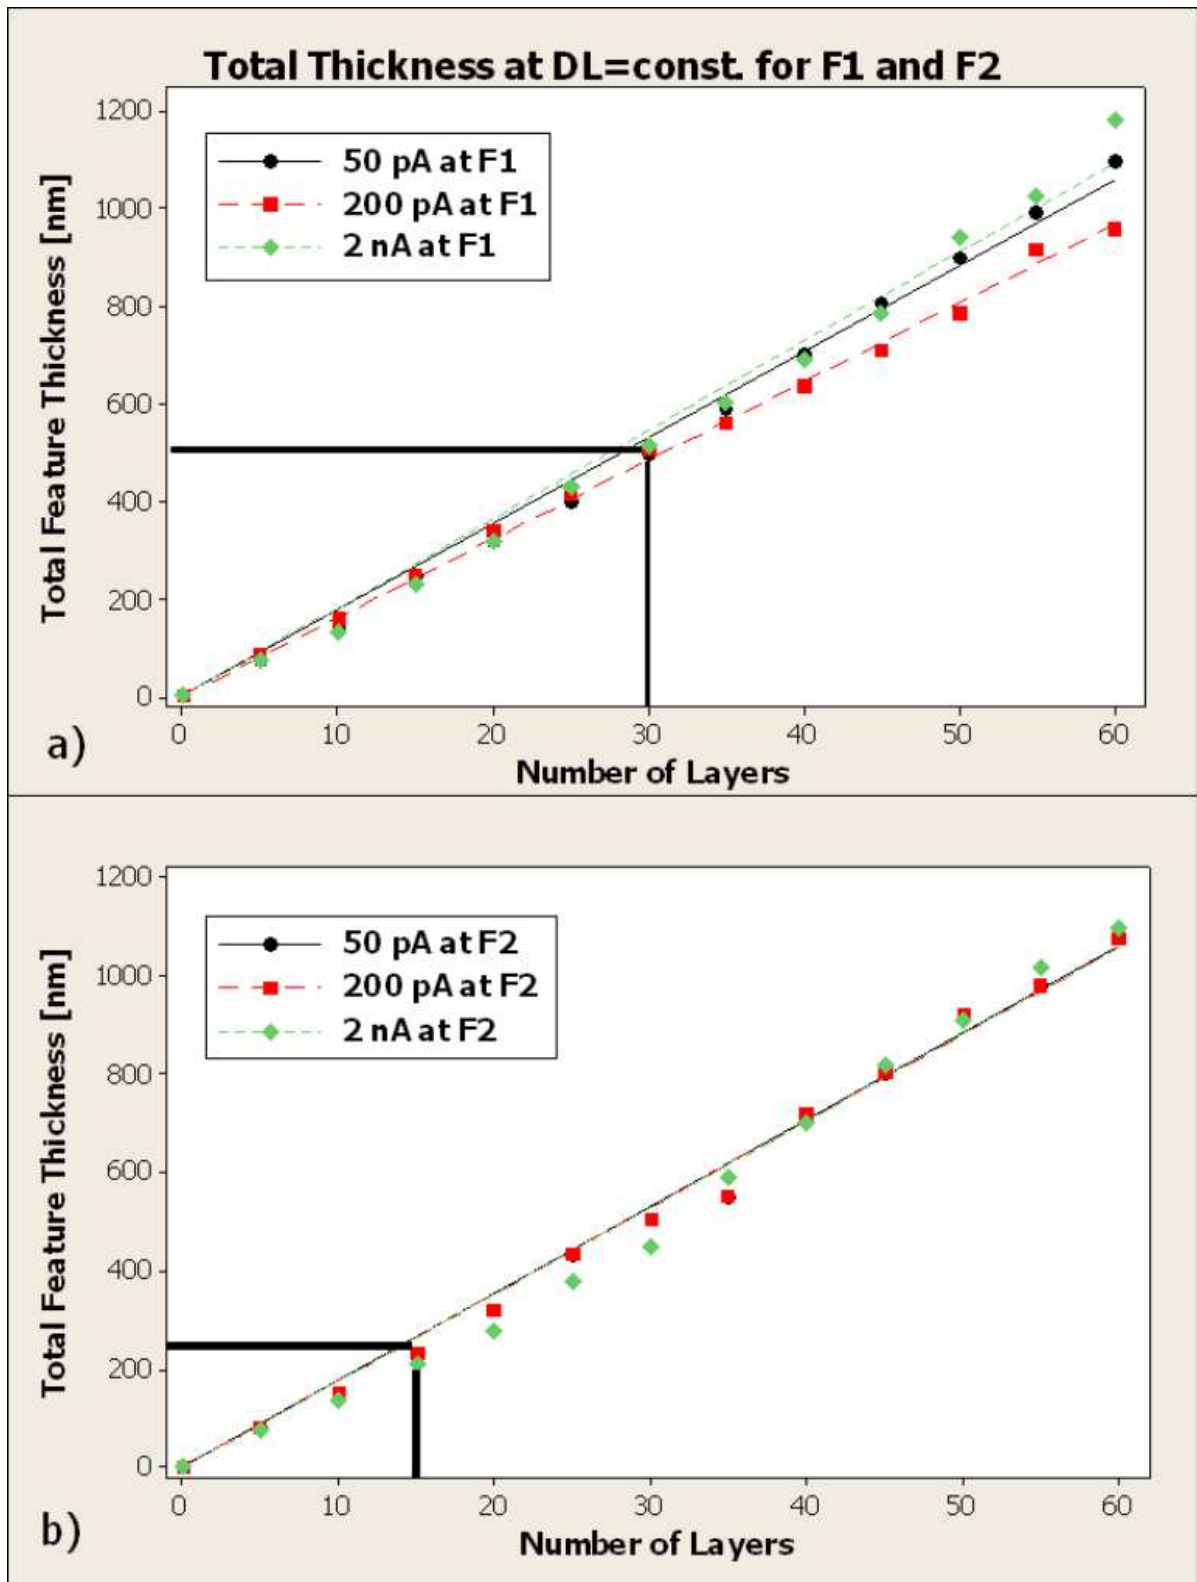 Total Thickness at DL=const. for F1 and F2
Total Feature Thickness [nm]
1200
1000
800
600
400
200
0
50 pA at F1
200 pA at F1
2 nA at F1
0 10 20 30 40 50 60
a)
Number of Layers
Total Feature Thickness [nm]
1200
1000
800
600
400
200
0
50 pA at F2
200 pA at F2
2 nA at F2
0 10 20 30 40 50 60
b)
Number of Layers